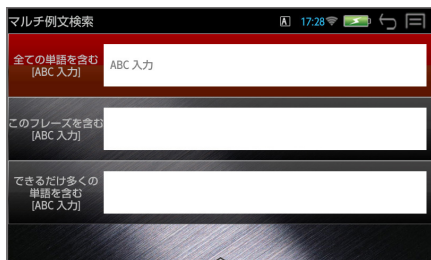 マルチ例文検索
A 17:28
全ての単語を含む
[ABC 入力]
ABC 入力
このフレーズを含む
[ABC 入力]
できるだけ多くの
単語を含む
[ABC 入力]